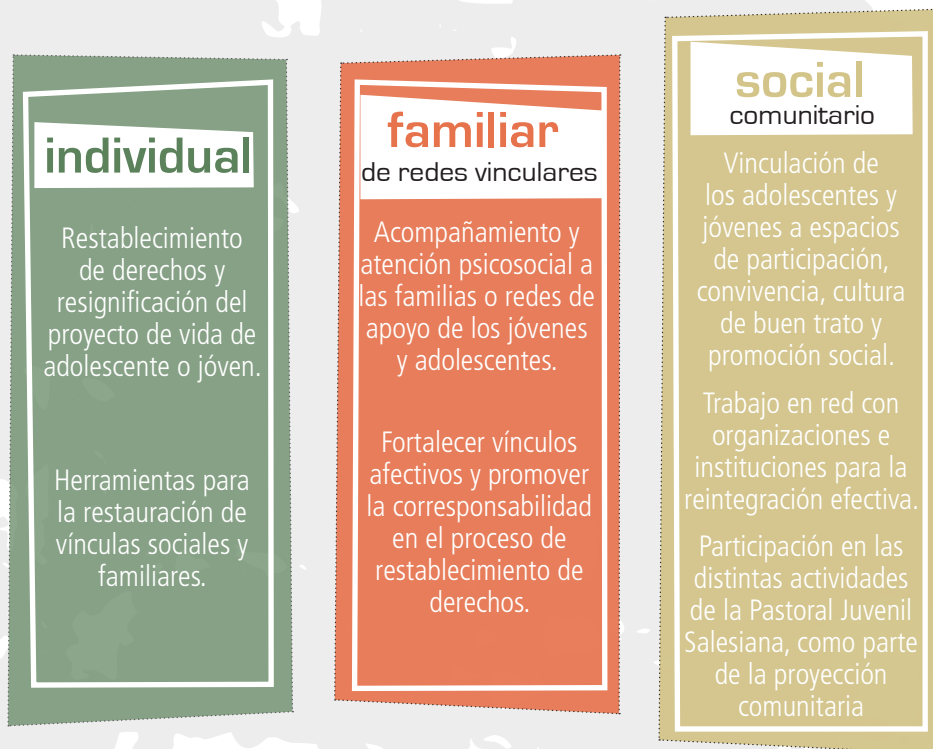 individual
Restablecimiento
de derechos y
resignificación del
proyecto de vida de
adolescente o jóven.
Herramientas para
la restauración de
vínculas sociales y
familiares.
familiar
de redes vinculares
Acompañamiento y
atención psicosocial a
las familias o redes de
apoyo de los jóvenes
y adolescentes.
Fortalecer vínculos
afectivos y promover
la corresponsabilidad
en el proceso de
restablecimiento de
derechos.
social
comunitario
Vinculación de
los adolescentes y
jóvenes a espacios
de participación,
convivencia, cultura
de buen trato y
promoción social.
Trabajo en red con
organizaciones e
instituciones para la
reintegración efectiva.
Participación en las
distintas actividades
de la Pastoral Juvenil
Salesiana, como parte
de la proyección
comunitaria